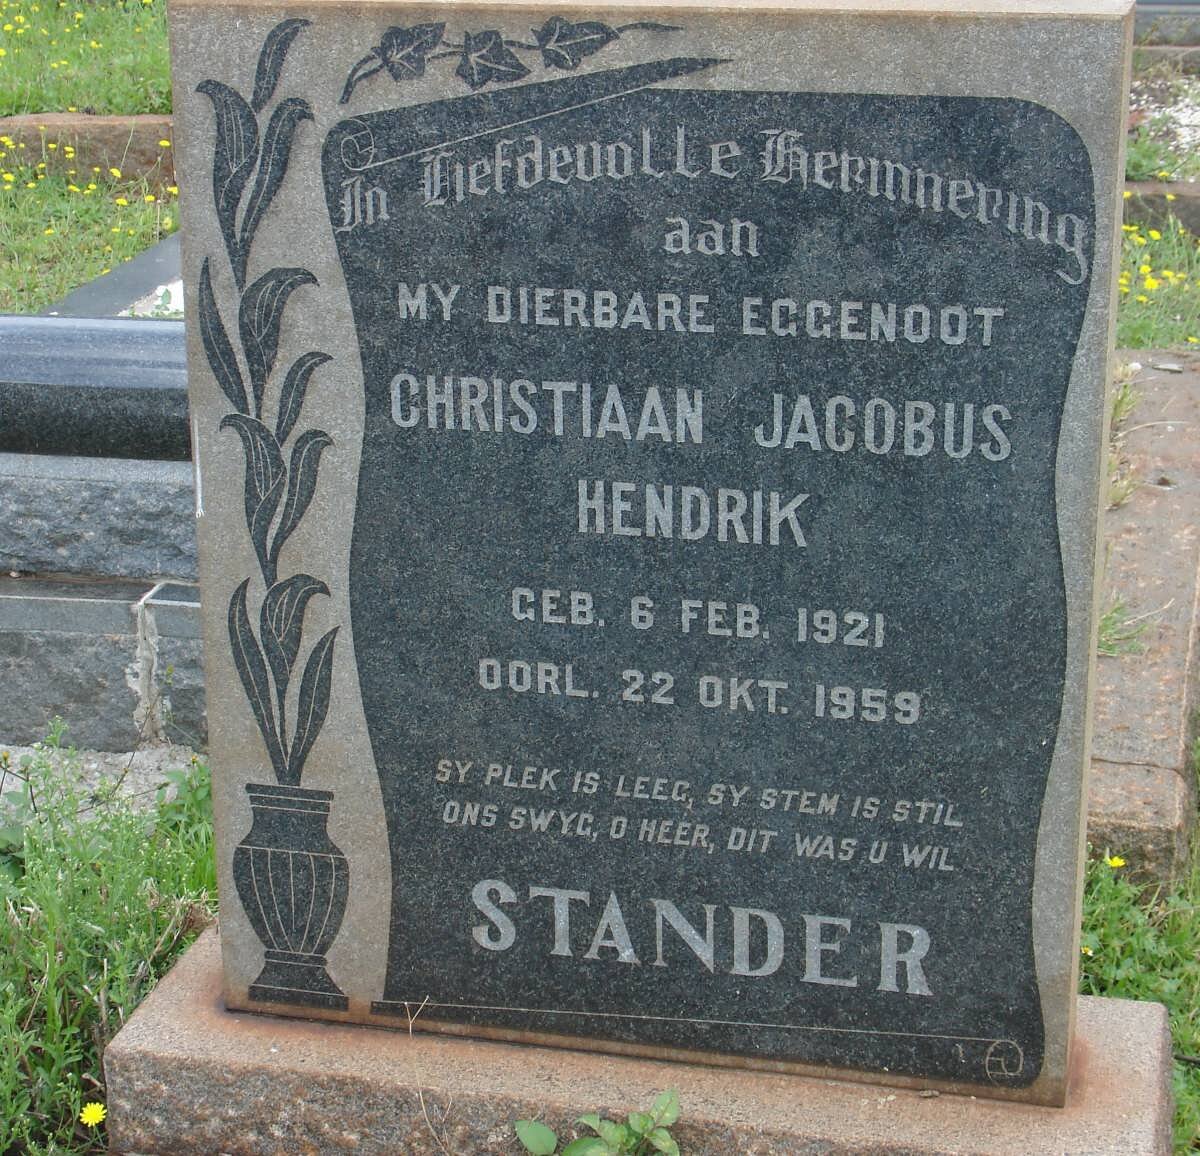 In Liefdevolle Herinnering
aan
MY DIERBARE EGGENOOT
CHRISTIAAN JACOBUS
HENDRIK
GEB. 6 FEB. 1921
OORL. 22 OKT. 1959
SY PLEK IS LEEG, SY STEM IS STIL
ONS SWYG, O HEER, DIT WAS U WIL
STANDER